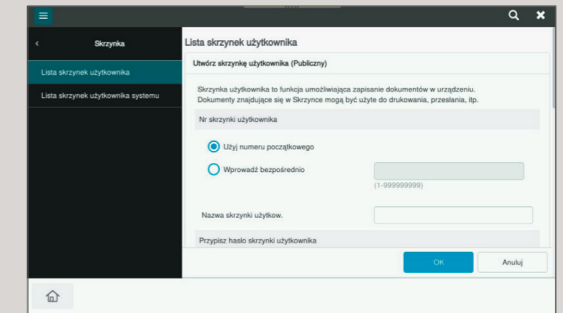 Skrzynka
Lista skrzynek użytkownika
Lista skrzynek użytkownika systemu
Lista skrzynek użytkownika
Utwórz skrzynkę użytkownika (Publiczny)
Skrzynka użytkownika to funkcja umożliwiająca zapisanie dokumentów w urządzeniu.
Dokumenty znajdujące się w Skrzynce mogą być użyte do drukowania, przesłania, itp.
Nr skrzynki użytkownika
Użyj numeru początkowego
Wprowadź bezpośrednio
(1-999999999)
Nazwa skrzynki użytkow.
Przypisz hasło skrzynki użytkownika
OK
Anuluj